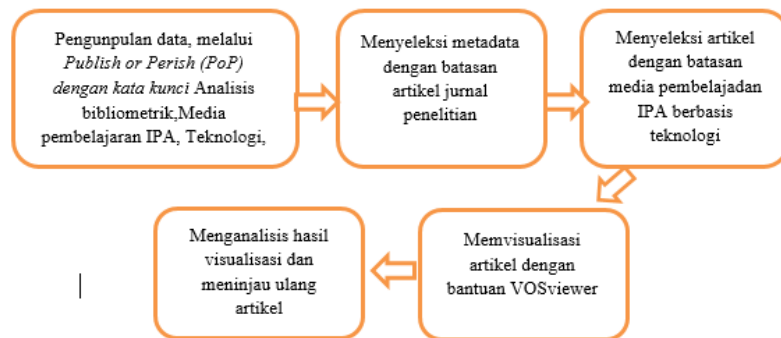 Pengunpulan data, melalui
Publish or Perish (PoP)
dengan kata kunci Analisis
bibliometrik,Media
pembelajaran IPA, Teknologi,
Menyeleksi metadata
dengan batasan
artikel jurnal
penelitian
Menyeleksi artikel
dengan batasan
media pembelajadan
IPA berbasis
teknologi
Memvisualisasi
artikel dengan
bantuan VOSviewer
Menganalisis hasil
visualisasi dan
meninjau ulang
artikel